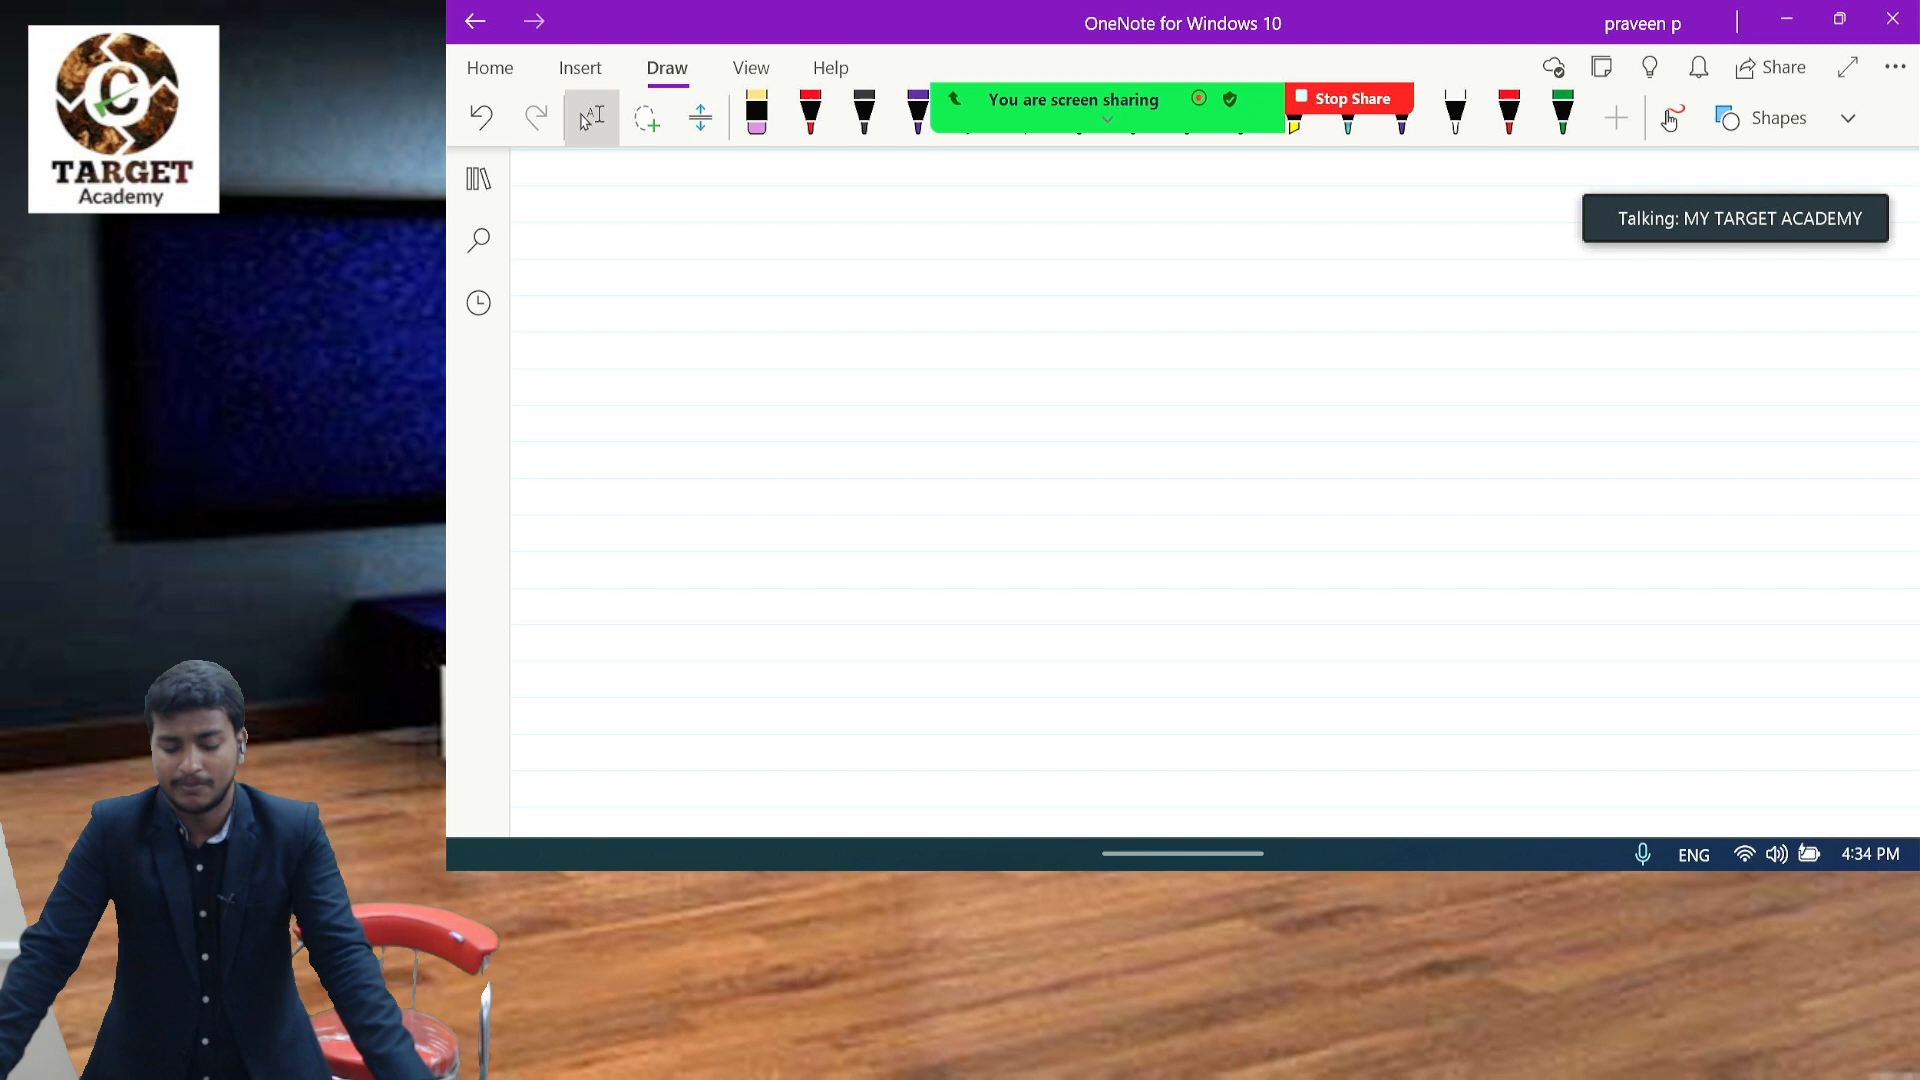 C
TARGET
Academy
OneNote for Windows 10
praveen p
Home
Insert
Draw
View
Help
Share
You are screen sharing
Stop Share
Shapes
Talking: MY TARGET ACADEMY
ENG
4:34 PM